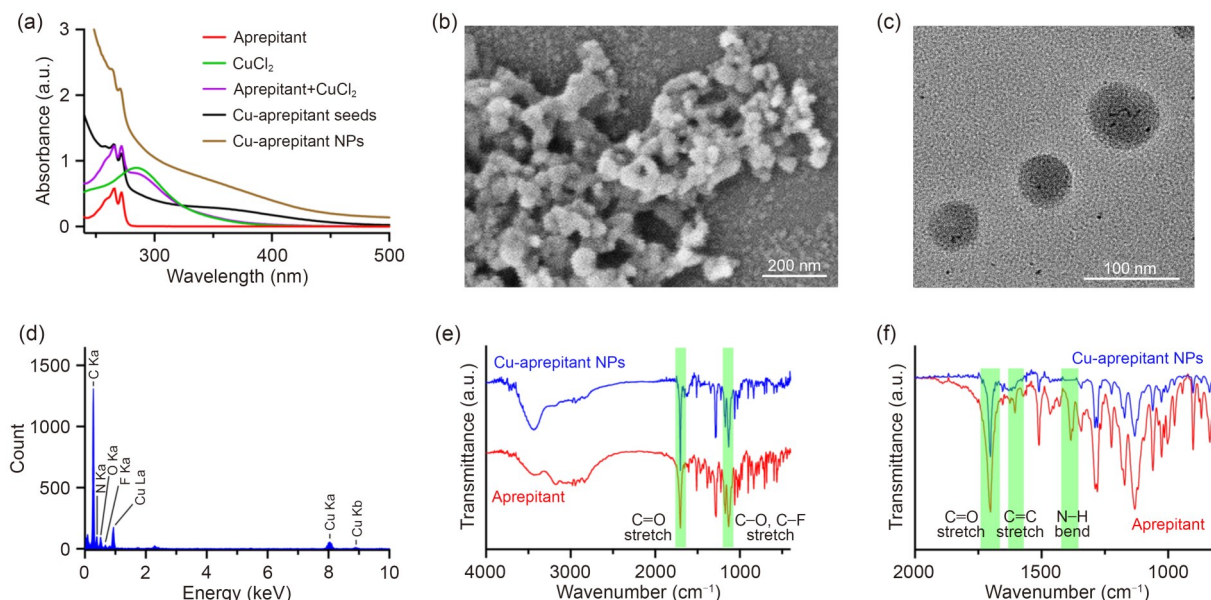 (a)
3
2
1
0
300
400
500
Absorbance (a.u.)
Wavelength (nm)
Aprepitant
CuCl₂
Aprepitant+CuCl₂
Cu-aprepitant seeds
Cu-aprepitant NPs
(b)
200 nm
(c)
100 nm
(d)
1500
1000
500
0
0
2
4
6
8
10
Count
Energy (keV)
C Ka
N Ka
O Ka
F Ka
Cu La
Cu Ka
Cu Kb
(e)
Transmittance (a.u.)
Cu-aprepitant NPs
Aprepitant
C=O
stretch
C–O, C–F
stretch
4000
3000
2000
1000
Wavenumber (cm⁻¹)
(f)
Transmittance (a.u.)
Cu-aprepitant NPs
C=O
stretch
C=C
stretch
N–H
bend
Aprepitant
2000
1500
1000
Wavenumber (cm⁻¹)